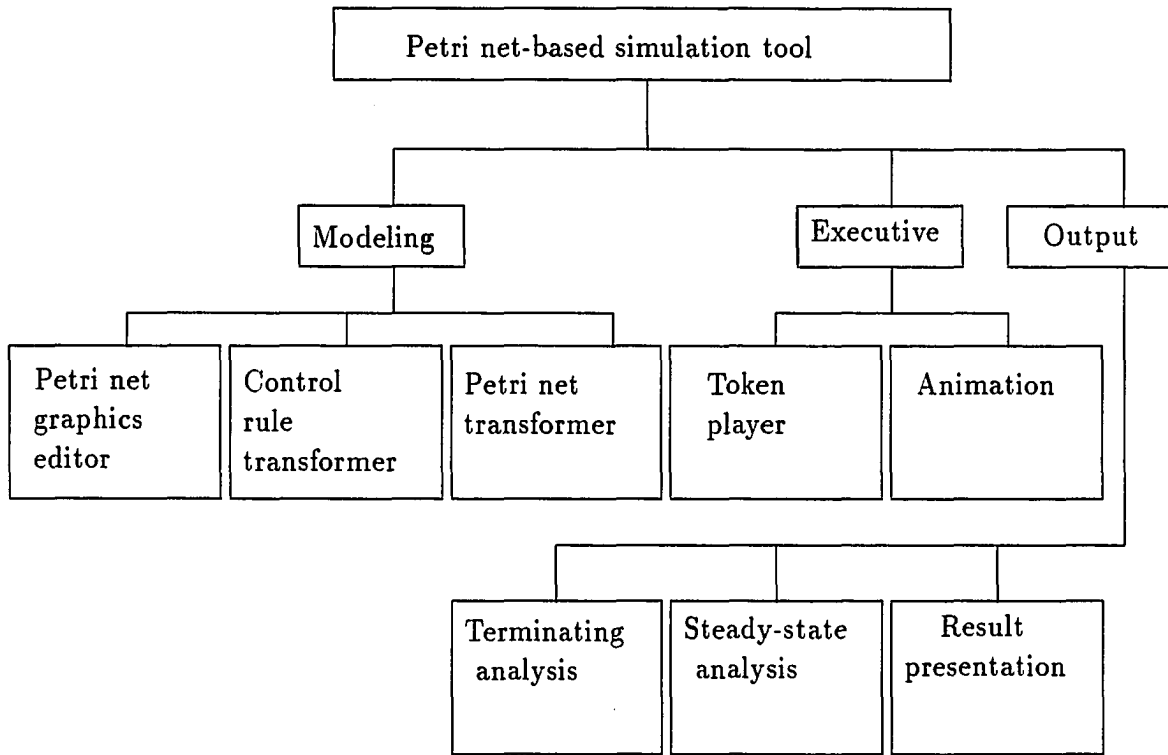 Petri net-based simulation tool
Modeling
Executive
Output
Petri net
graphics
editor
Control
rule
transformer
Petri net
transformer
Token
player
Animation
Terminating
analysis
Steady-state
analysis
Result
presentation